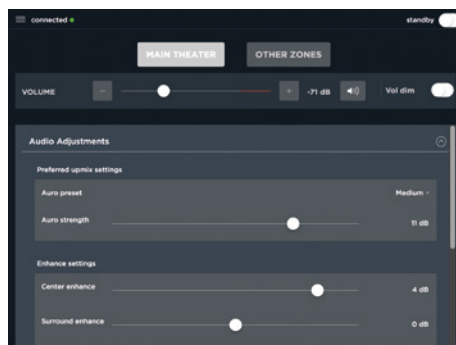 connected
standby
MAIN THEATER OTHER ZONES
VOLUME - + -71 dB Vol dim
Audio Adjustments
Preferred upmix settings
Auro preset Medium
Auro strength 11 dB
Enhance settings
Center enhance 4 dB
Surround enhance 0 dB